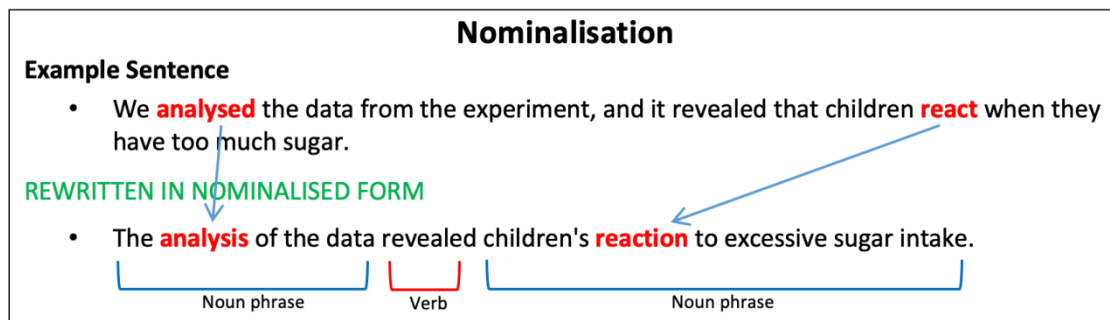 Nominalisation
Example Sentence
• We analysed the data from the experiment, and it revealed that children react when they
have too much sugar.
REWRITTEN IN NOMINALISED FORM
• The analysis of the data revealed children's reaction to excessive sugar intake.
Noun phrase Verb Noun phrase